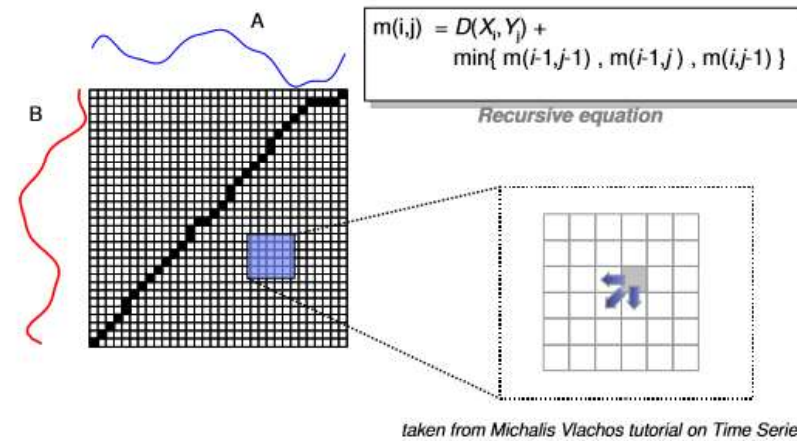 A
m(i,j) = D(Xi,Yj) +
min{ m(i-1,j-1) , m(i-1,j ) , m(i,j-1) }
B
Recursive equation
taken from Michalis Vlachos tutorial on Time Serie